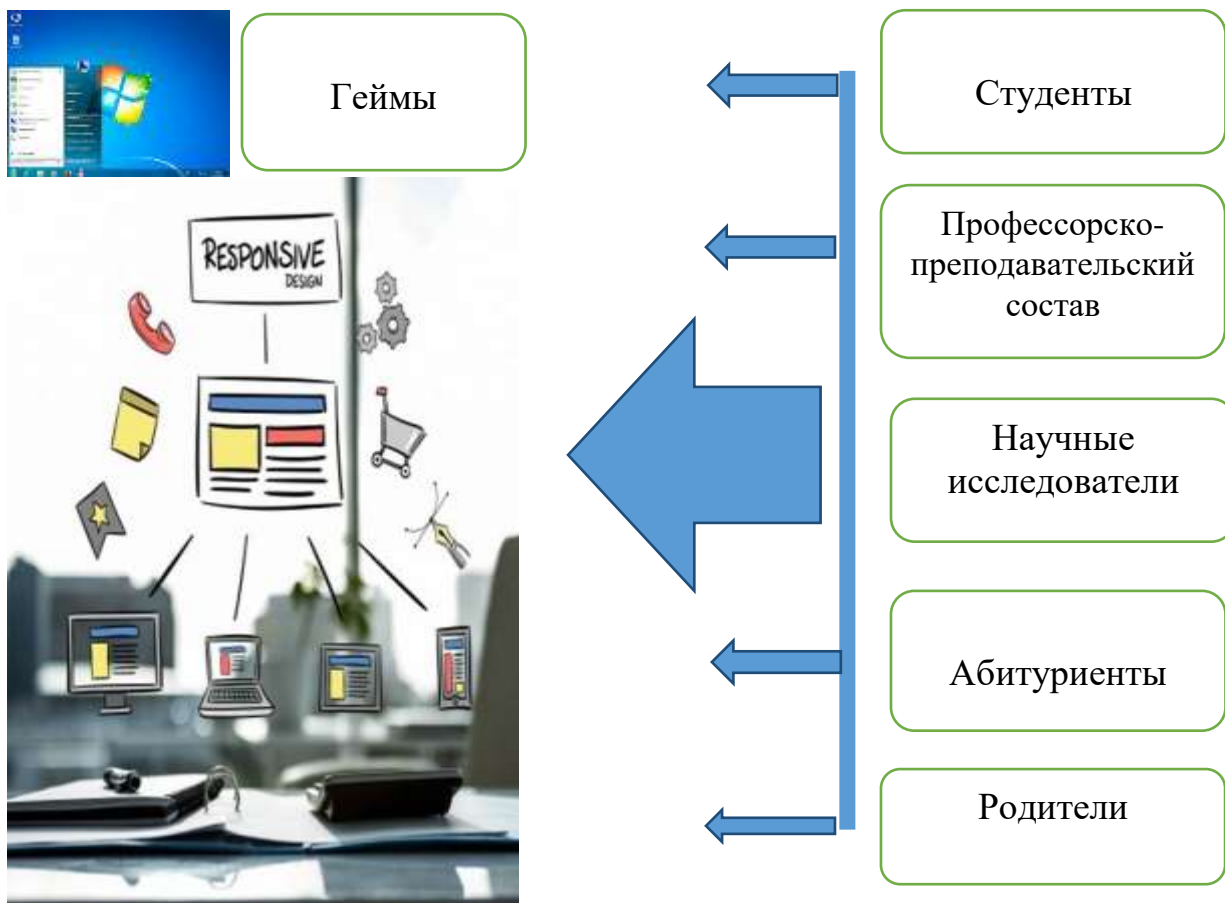 Геймы
RESPONSIVE
DESIGN
Студенты
Профессорско-
преподавательский
состав
Научные
исследователи
Абитуриенты
Родители